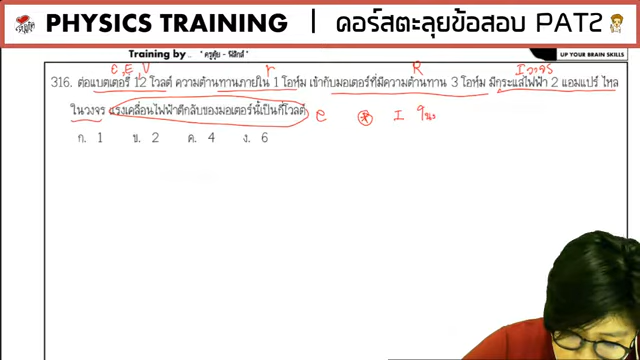 PHYSICS TRAINING | คอร์สตะลุยข้อสอบ PAT2
Training by.. " ครูตุ้ย - ฟิสิกส์ "
UP YOUR BRAIN SKILLS
ε, E, V r R I วงจร
316. ต่อแบตเตอรี่ 12 โวลต์ ความต้านทานภายใน 1 โอห์ม เข้ากับมอเตอร์ที่มีความต้านทาน 3 โอห์ม มีกระแสไฟฟ้า 2 แอมแปร์ ไหล
ในวงจร แรงเคลื่อนไฟฟ้าตีกลับของมอเตอร์นี้เป็นกี่โวลต์ e * I ใน
ก. 1 ข. 2 ค. 4 ง. 6